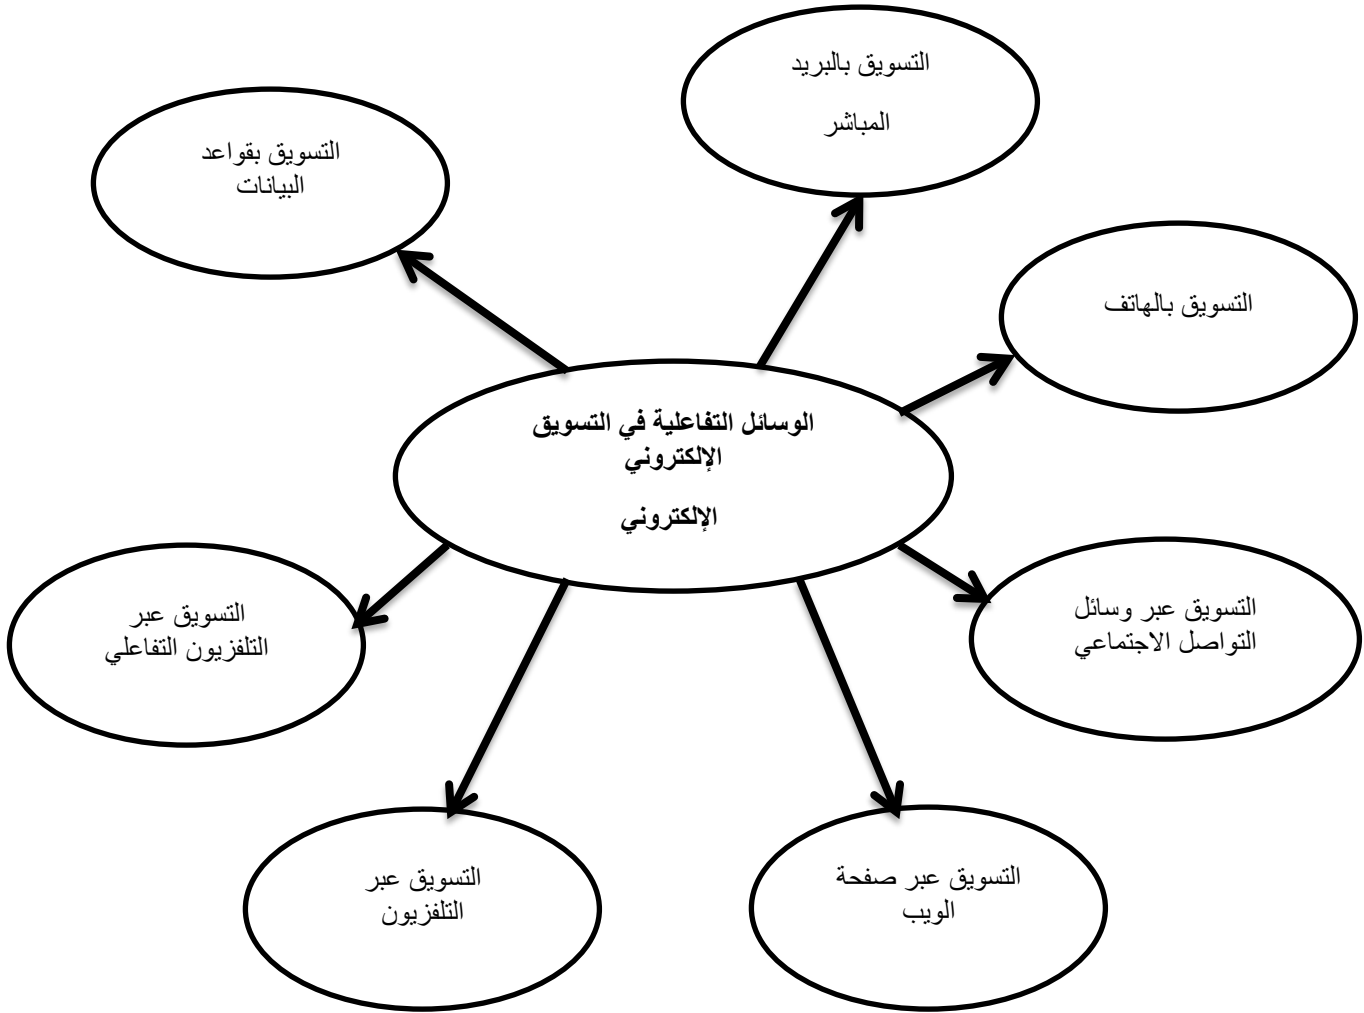 التسويق بالبريد
المباشر
التسويق بقواعد
البيانات
التسويق بالهاتف
الوسائل التفاعلية في التسويق
الإلكتروني
الإلكتروني
التسويق عبر وسائل
التواصل الاجتماعي
التسويق عبر
التلفزيون التفاعلي
التسويق عبر صفحة
الويب
التسويق عبر
التلفزيون